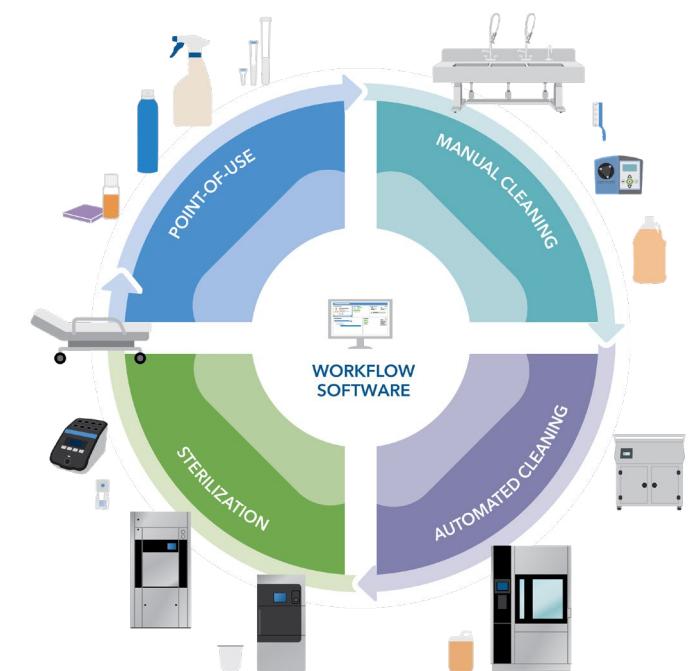 POINT-OF-USE
MANUAL CLEANING
WORKFLOW
SOFTWARE
STERILIZATION
AUTOMATED CLEANING